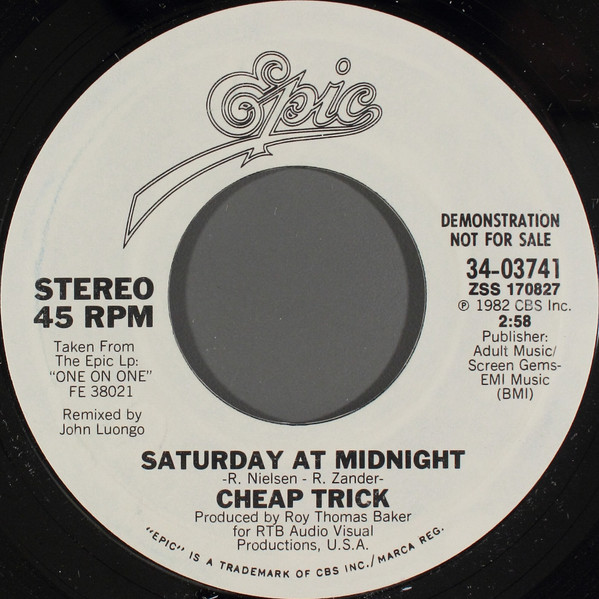 Epic
DEMONSTRATION
NOT FOR SALE
34-03741
ZSS 170827
℗ 1982 CBS Inc.
2:58
Publisher:
Adult Music/
Screen Gems-
EMI Music
(BMI)
STEREO
45 RPM
Taken From
The Epic Lp:
"ONE ON ONE"
FE 38021
Remixed by
John Luongo
SATURDAY AT MIDNIGHT
-R. Nielsen - R. Zander-
CHEAP TRICK
Produced by Roy Thomas Baker
for RTB Audio Visual
Productions, U.S.A.
"EPIC" IS A TRADEMARK OF CBS INC./MARCA REG.